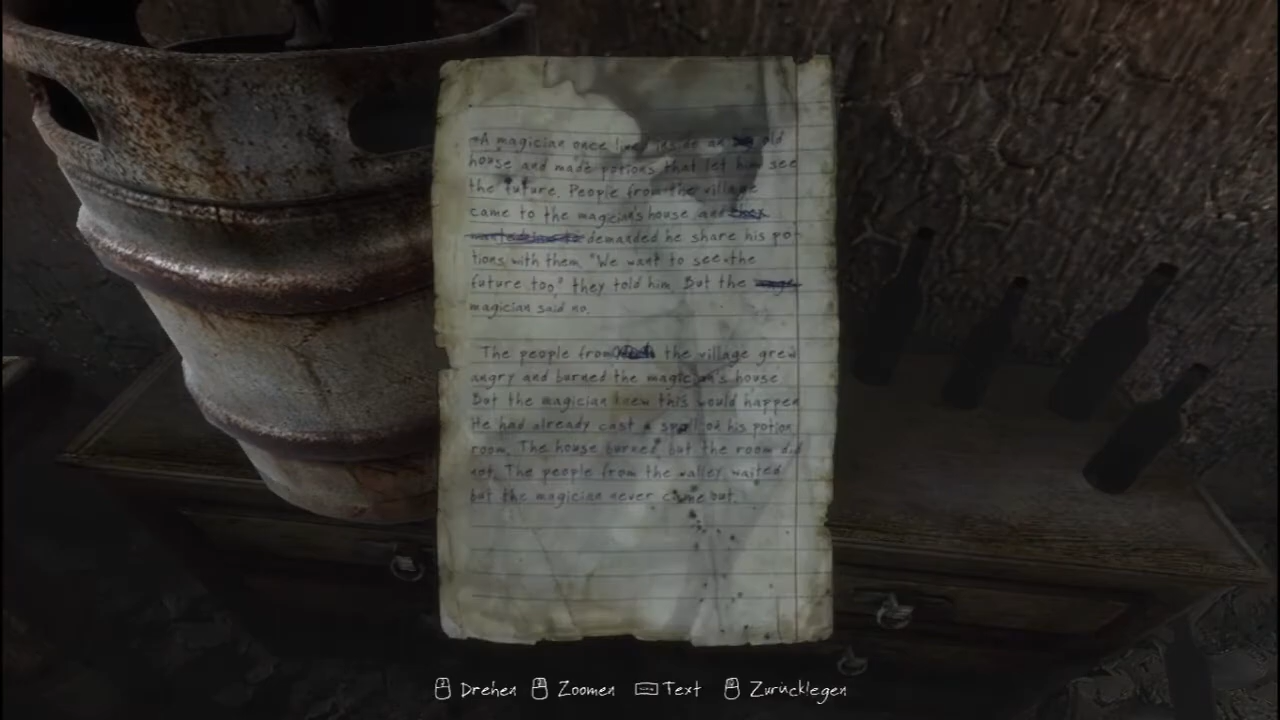 A magician once lived inside an old
house and made potions that let him see
the future. People from the village
came to the magician's house and they
wanted him to demanded he share his po-
tions with them. "We want to see the
future too," they told him. But the
magician said no.
The people from the village grew
angry and burned the magician's house.
But the magician knew this would happen
He had already cast a spell on his potion
room. The house burned, but the room did
not. The people from the valley waited
but the magician never came out.
Drehen Zoomen Text Zurücklegen